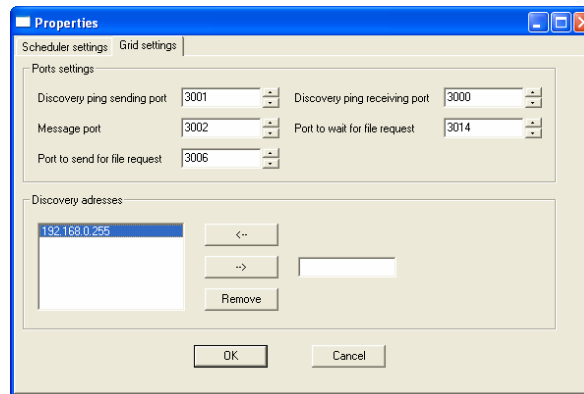 Properties
Scheduler settings Grid settings
Ports settings
Discovery ping sending port 3001 Discovery ping receiving port 3000
Message port 3002 Port to wait for file request 3014
Port to send for file request 3006
Discovery adresses
192.168.0.255
<--
-->
Remove
OK Cancel